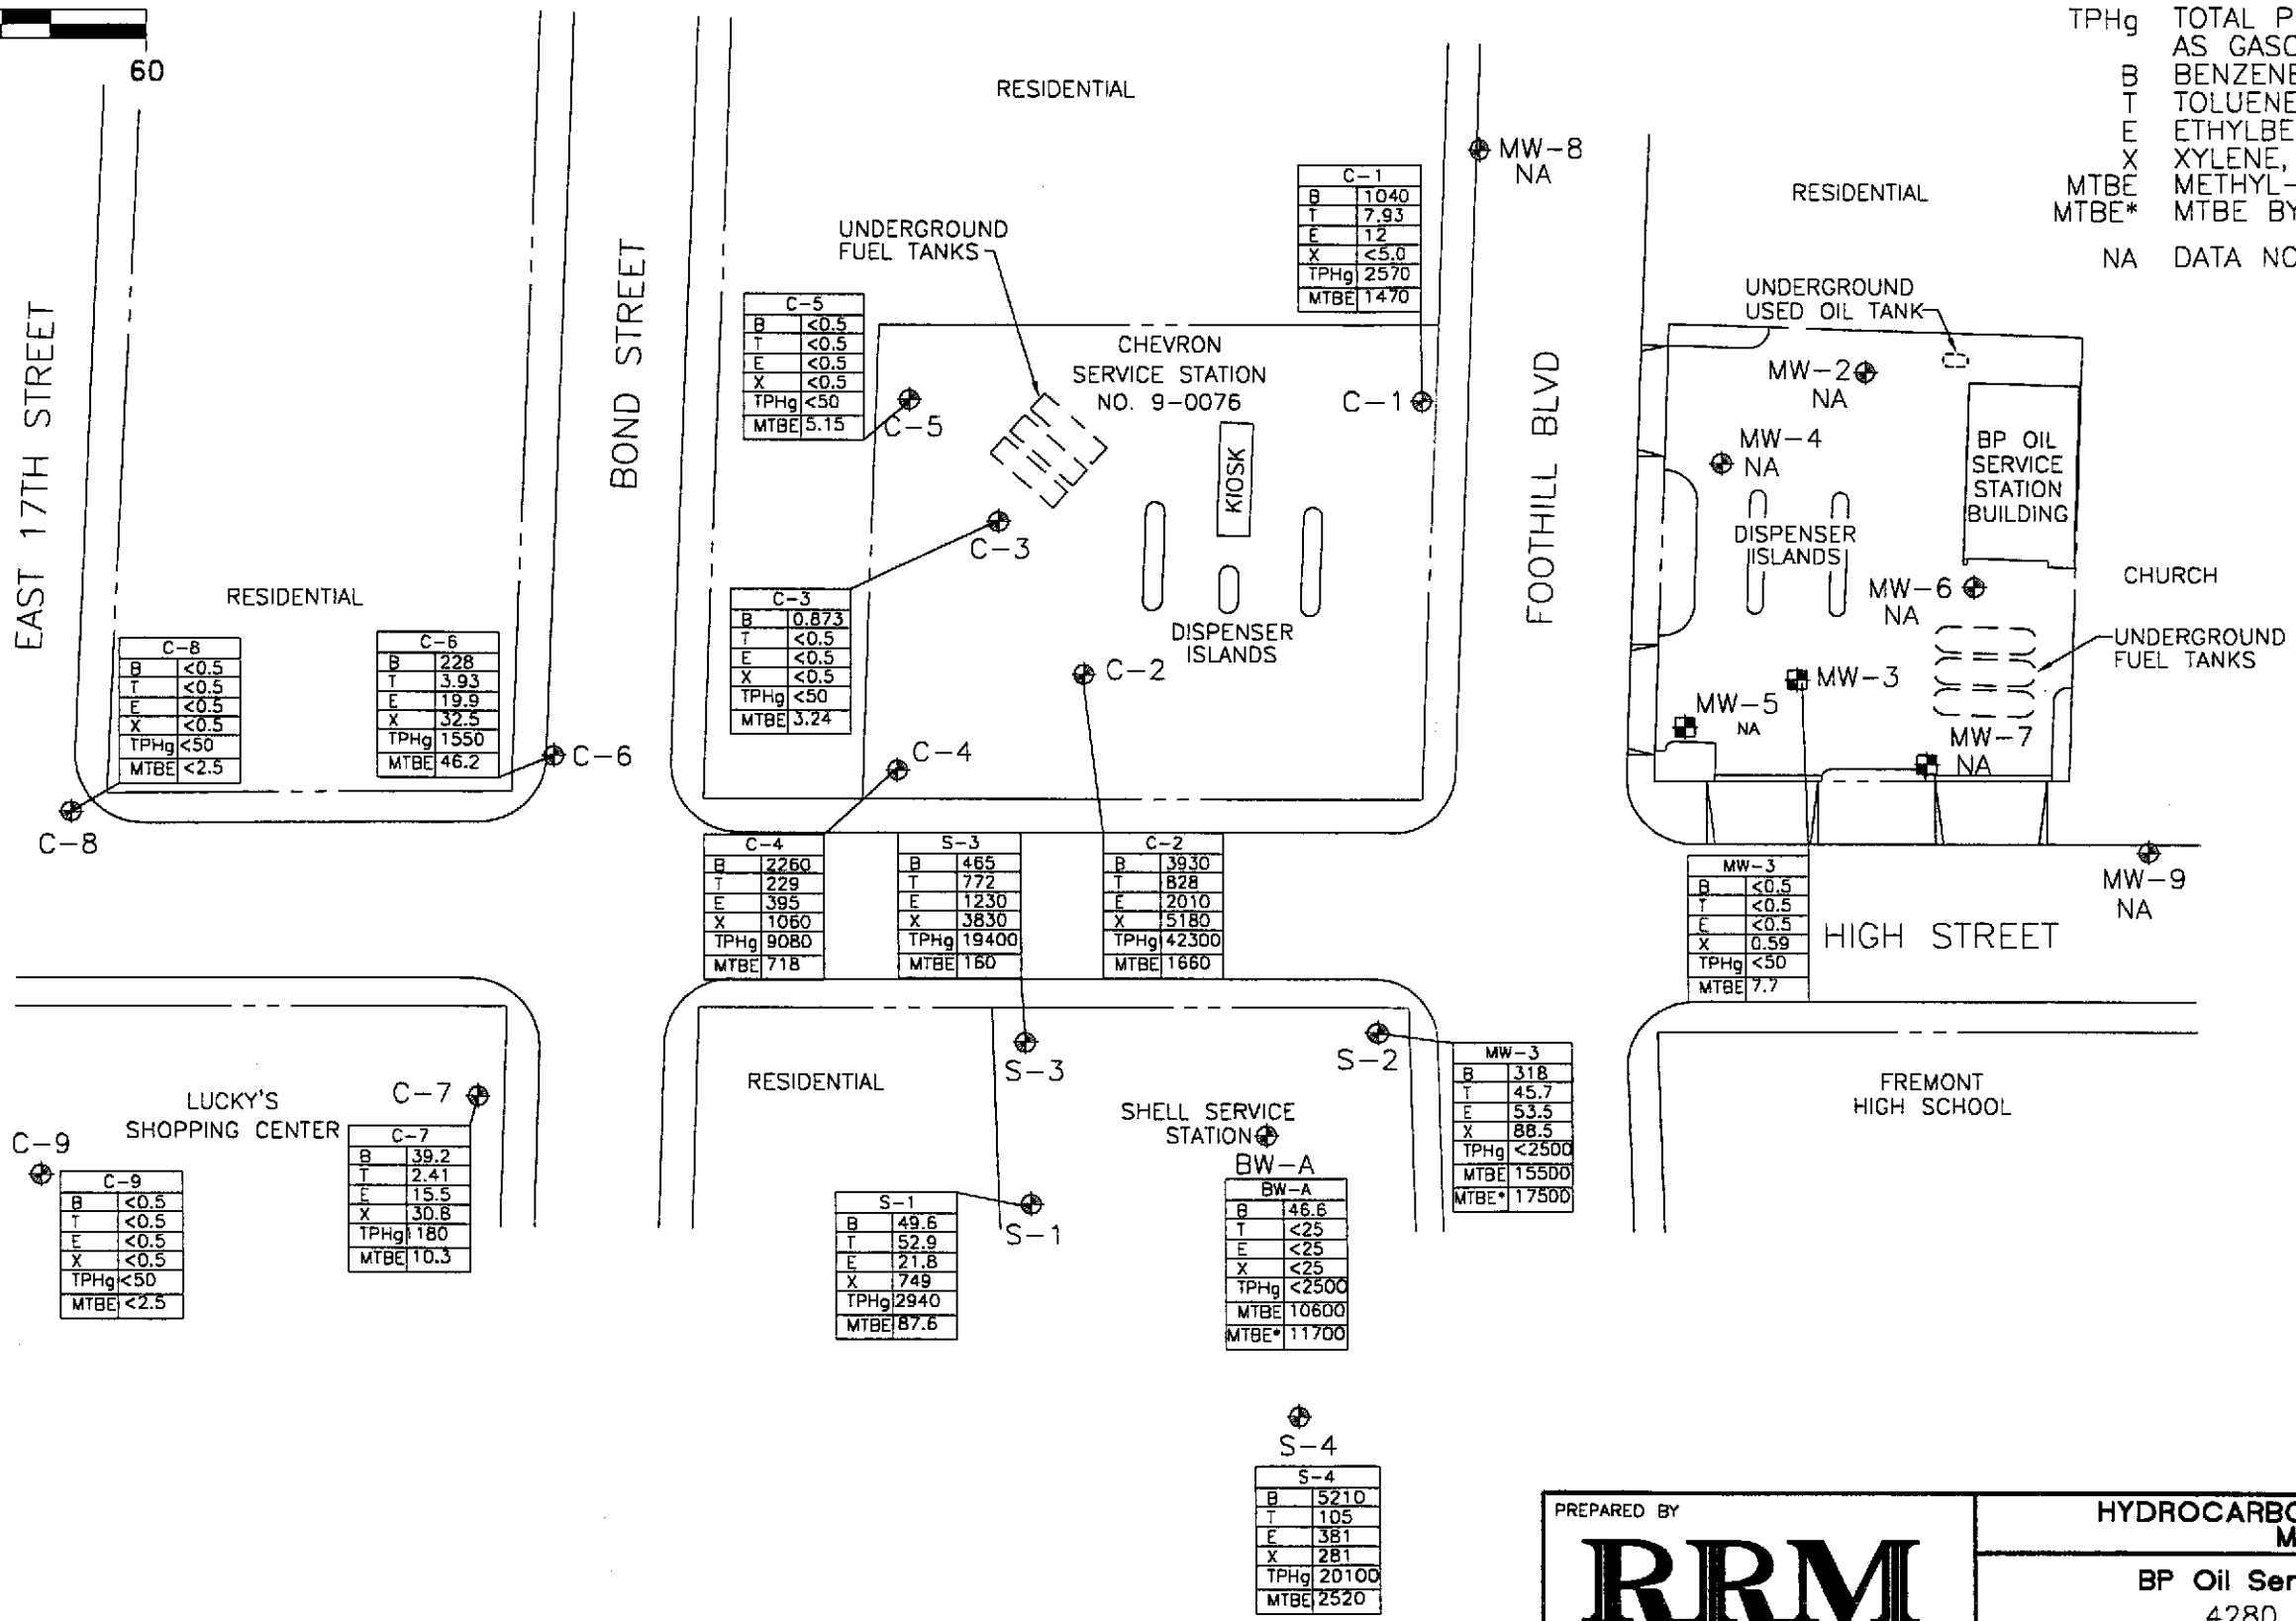 60
TPHg TOTAL P
AS GASO
B BENZENE
T TOLUENE
E ETHYLBE
X XYLENE,
MTBE METHYL-
MTBE* MTBE BY
NA DATA NO
RESIDENTIAL
MW-8
NA
RESIDENTIAL
C-1
B 1040
T 7.93
E 12
X <5.0
TPHg 2570
MTBE 1470
UNDERGROUND
FUEL TANKS
UNDERGROUND
USED OIL TANK
C-5
B <0.5
T <0.5
E <0.5
X <0.5
TPHg <50
MTBE 5.15
C-5
CHEVRON
SERVICE STATION
NO. 9-0076
C-1
KIOSK
MW-2
NA
MW-4
NA
BP OIL
SERVICE
STATION
BUILDING
DISPENSER
ISLANDS
EAST 17TH STREET
BOND STREET
FOOTHILL BLVD
C-3
MW-6
NA
CHURCH
RESIDENTIAL
C-3
B 0.873
T <0.5
E <0.5
X <0.5
TPHg <50
MTBE 3.24
DISPENSER
ISLANDS
C-2
UNDERGROUND
FUEL TANKS
MW-3
MW-5
NA
MW-7
NA
C-8
B <0.5
T <0.5
E <0.5
X <0.5
TPHg <50
MTBE <2.5
C-6
B 228
T 3.93
E 19.9
X 32.5
TPHg 1550
MTBE 46.2
C-6
C-4
C-8
C-4
B 2260
T 229
E 395
X 1060
TPHg 9080
MTBE 718
S-3
B 465
T 772
E 1230
X 3830
TPHg 19400
MTBE 160
C-2
B 3930
T 828
E 2010
X 5180
TPHg 42300
MTBE 1660
MW-3
B <0.5
T <0.5
E <0.5
X 0.59
TPHg <50
MTBE 7.7
HIGH STREET
MW-9
NA
S-3
S-2
MW-3
B 318
T 45.7
E 53.5
X 88.5
TPHg <2500
MTBE 15500
MTBE* 17500
RESIDENTIAL
FREMONT
HIGH SCHOOL
LUCKY'S
SHOPPING CENTER
C-7
SHELL SERVICE
STATION
BW-A
C-9
C-9
B <0.5
T <0.5
E <0.5
X <0.5
TPHg <50
MTBE <2.5
C-7
B 39.2
T 2.41
E 15.5
X 30.8
TPHg 180
MTBE 10.3
S-1
B 49.6
T 52.9
E 21.8
X 749
TPHg 2940
MTBE 87.6
S-1
BW-A
B 46.6
T <25
E <25
X <25
TPHg <2500
MTBE 10600
MTBE* 11700
S-4
S-4
B 5210
T 105
E 381
X 281
TPHg 20100
MTBE 2520
PREPARED BY
RRM
HYDROCARBO
M
BP Oil Ser
4280